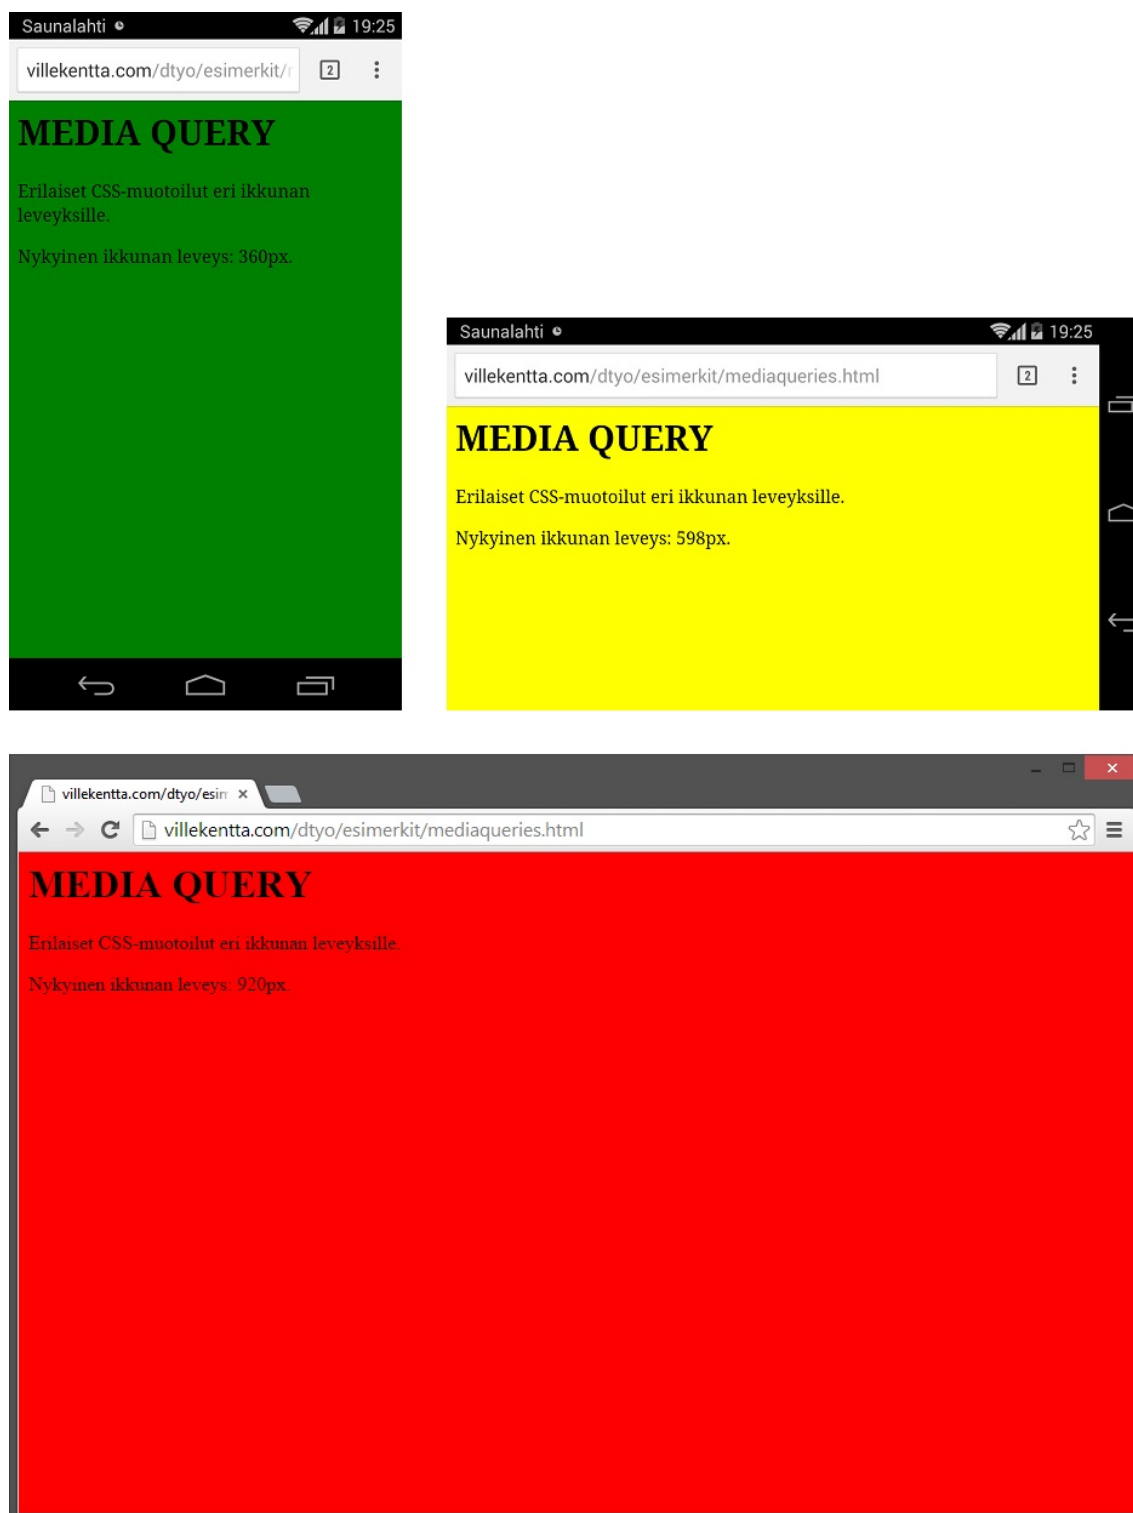 Saunalahti 19:25
villekentta.com/dtyo/esimerkit/ 2
MEDIA QUERY
Erilaiset CSS-muotoilut eri ikkunan
leveyksille.
Nykyinen ikkunan leveys: 360px.
Saunalahti 19:25
villekentta.com/dtyo/esimerkit/mediaqueries.html 2
MEDIA QUERY
Erilaiset CSS-muotoilut eri ikkunan leveyksille.
Nykyinen ikkunan leveys: 598px.
villekentta.com/dtyo/esim
villekentta.com/dtyo/esimerkit/mediaqueries.html
MEDIA QUERY
Erilaiset CSS-muotoilut eri ikkunan leveyksille.
Nykyinen ikkunan leveys: 920px.